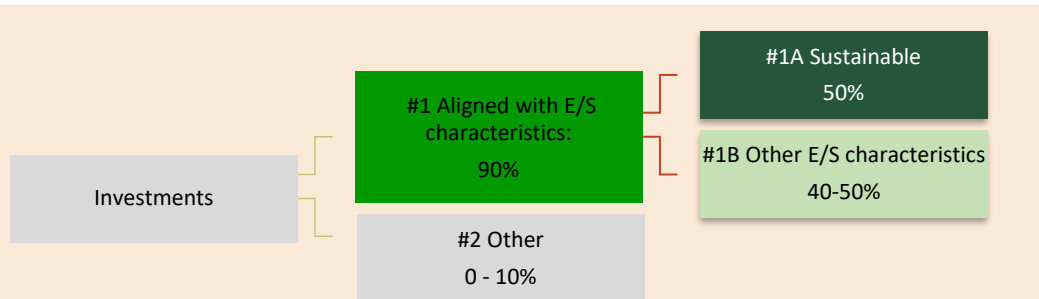 #1A Sustainable
50%
#1 Aligned with E/S
characteristics:
90%
#1B Other E/S characteristics
40-50%
Investments
#2 Other
0 - 10%